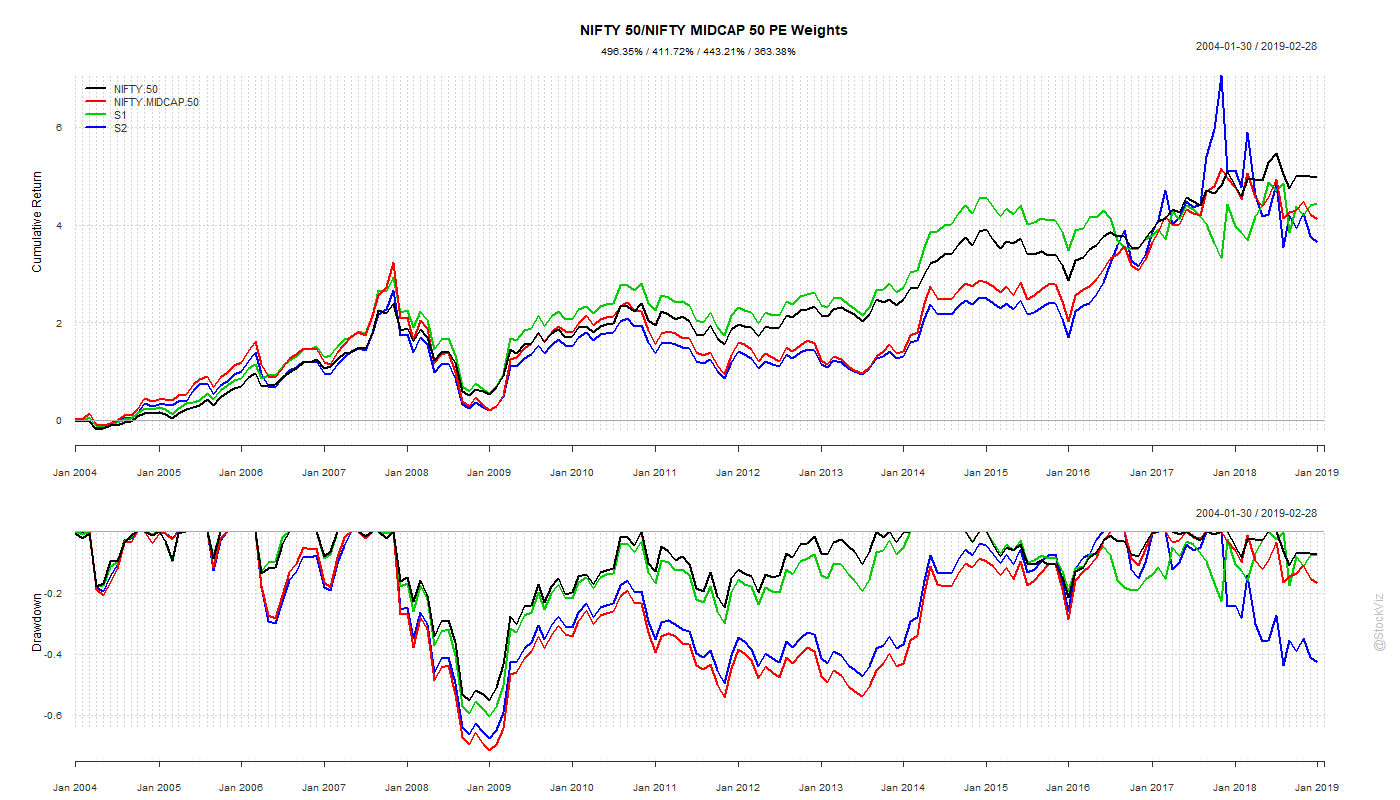 NIFTY 50/NIFTY MIDCAP 50 PE Weights
496.35% / 411.72% / 443.21% / 363.38%
2004-01-30 / 2019-02-28
NIFTY.50
NIFTY.MIDCAP.50
S1
S2
Cumulative Return
6
4
2
0
Jan 2004 Jan 2005 Jan 2006 Jan 2007 Jan 2008 Jan 2009 Jan 2010 Jan 2011 Jan 2012 Jan 2013 Jan 2014 Jan 2015 Jan 2016 Jan 2017 Jan 2018 Jan 2019
2004-01-30 / 2019-02-28
Drawdown
-0.2
-0.4
-0.6
Jan 2004 Jan 2005 Jan 2006 Jan 2007 Jan 2008 Jan 2009 Jan 2010 Jan 2011 Jan 2012 Jan 2013 Jan 2014 Jan 2015 Jan 2016 Jan 2017 Jan 2018 Jan 2019
@StockViz